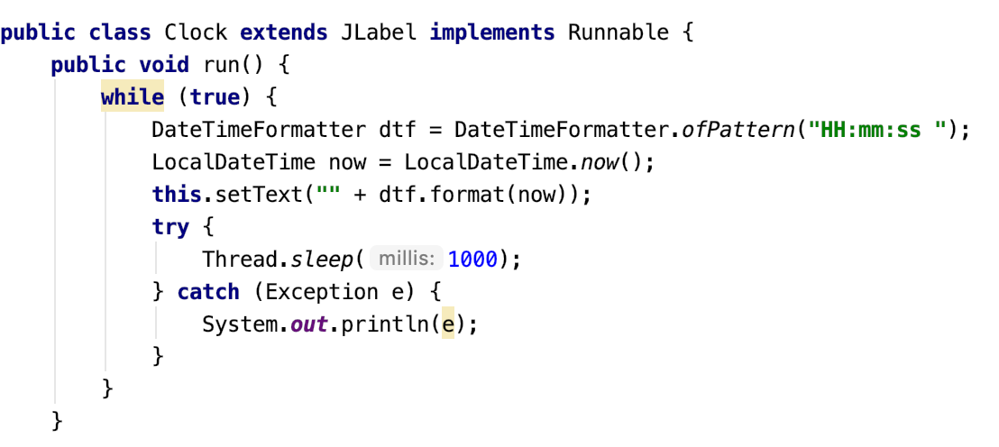 public class Clock extends JLabel implements Runnable {
    public void run() {
        while (true) {
            DateTimeFormatter dtf = DateTimeFormatter.ofPattern("HH:mm:ss ");
            LocalDateTime now = LocalDateTime.now();
            this.setText("" + dtf.format(now));
            try {
                Thread.sleep( millis: 1000);
            } catch (Exception e) {
                System.out.println(e);
            }
        }
    }